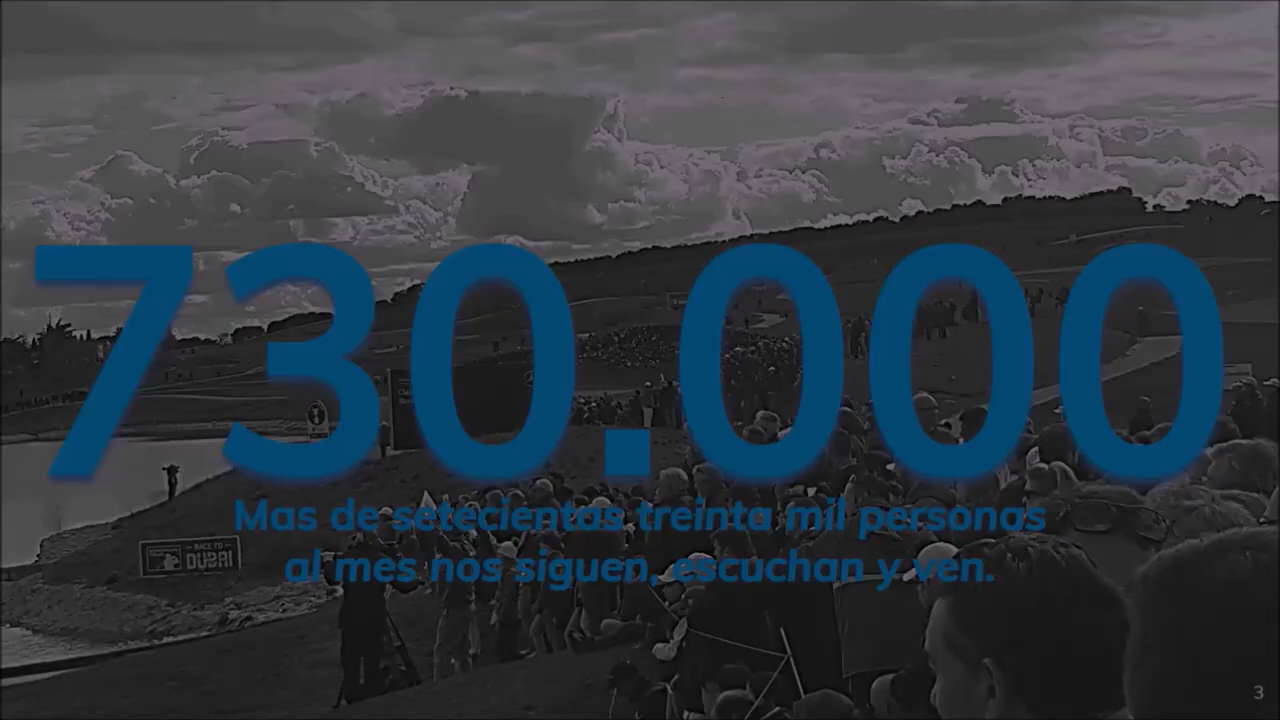 730.000
Mas de setecientas treinta mil personas
al mes nos siguen, escuchan y ven.
RACE TO
DUBAI
3